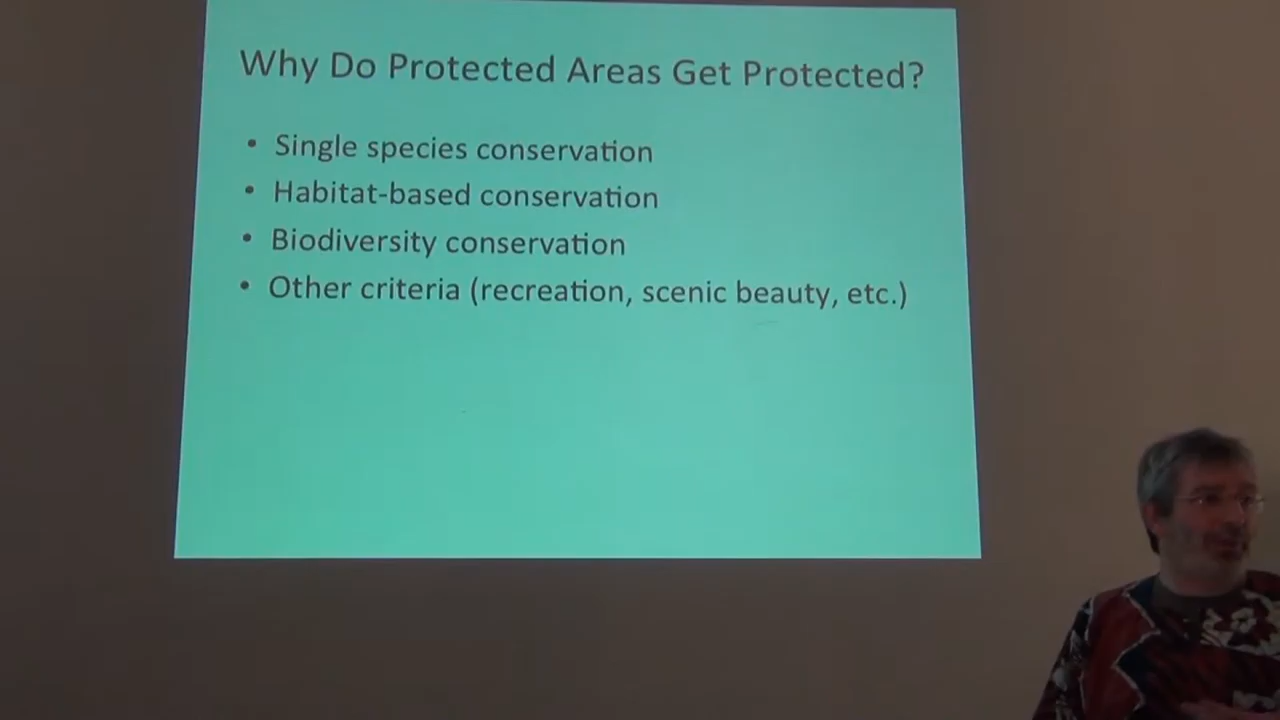 Why Do Protected Areas Get Protected?
• Single species conservation
• Habitat-based conservation
• Biodiversity conservation
• Other criteria (recreation, scenic beauty, etc.)